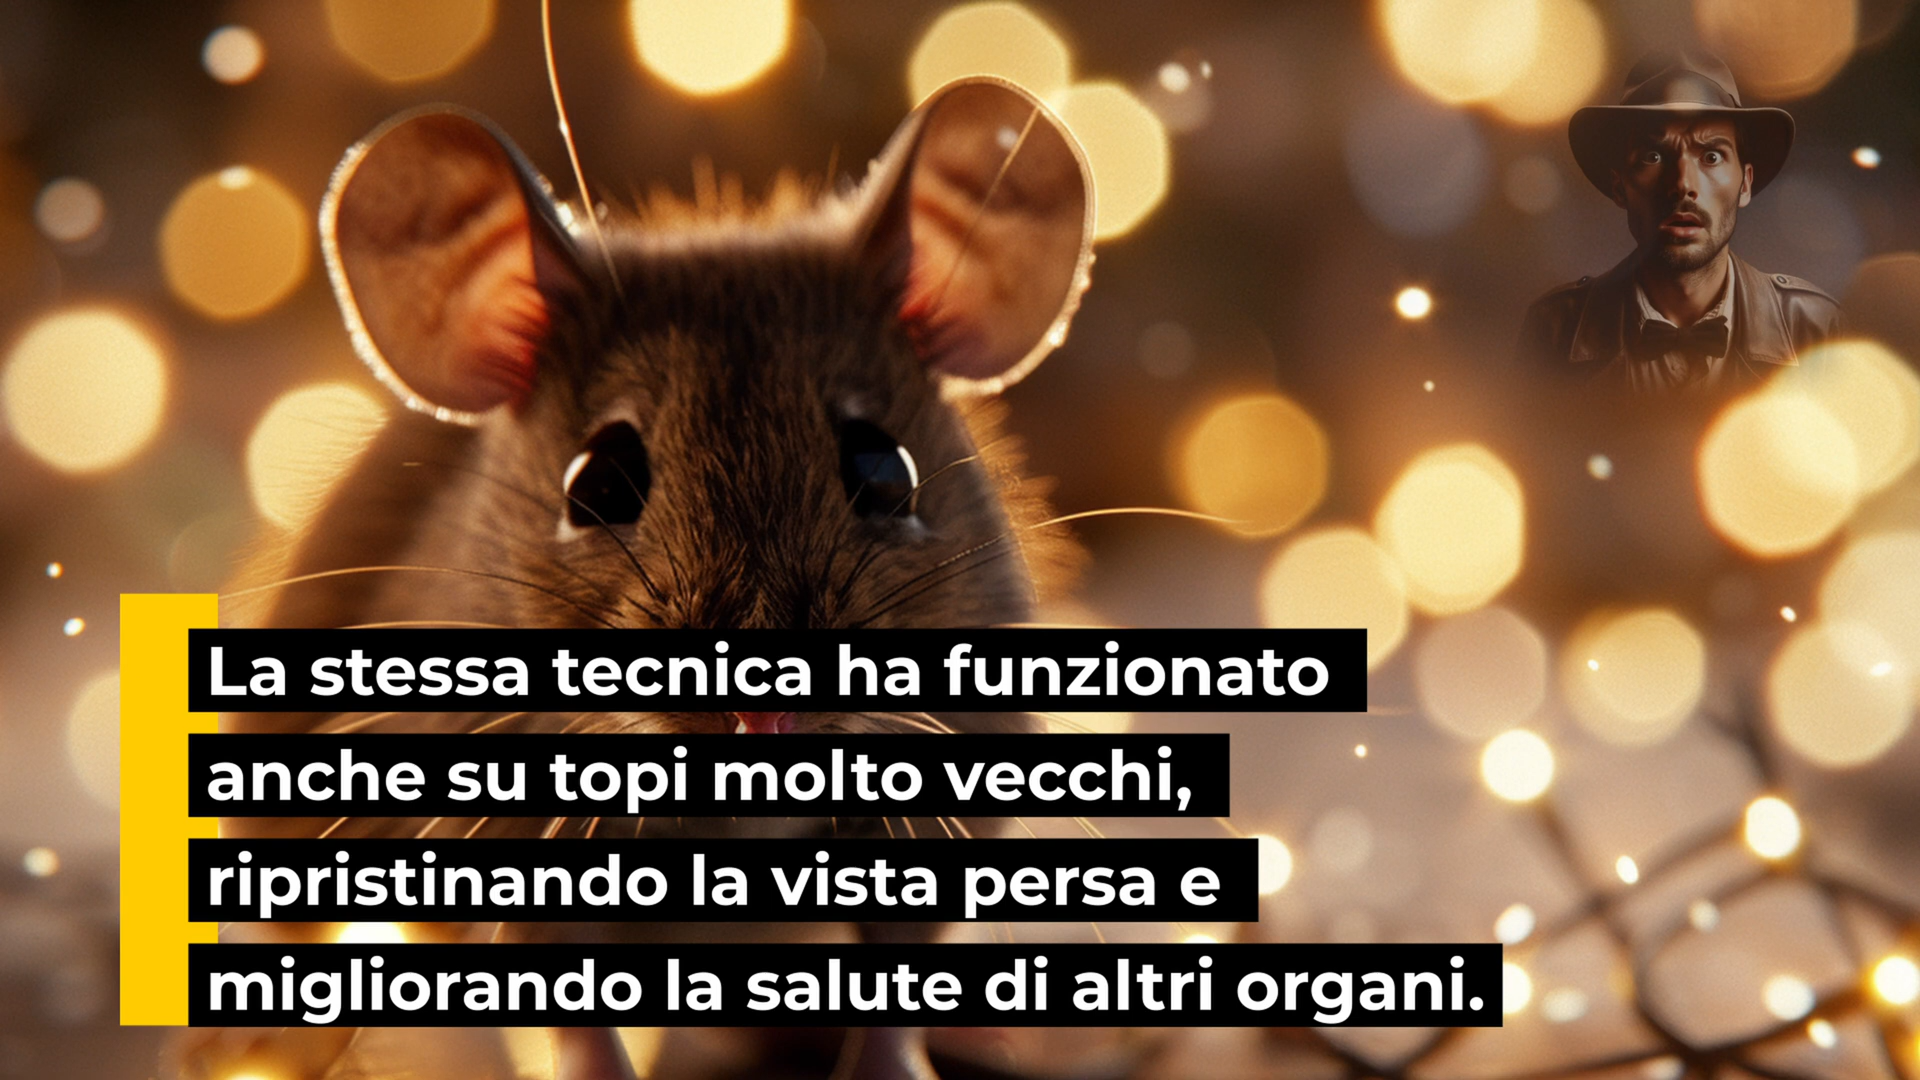 La stessa tecnica ha funzionato
anche su topi molto vecchi,
ripristinando la vista persa e
migliorando la salute di altri organi.